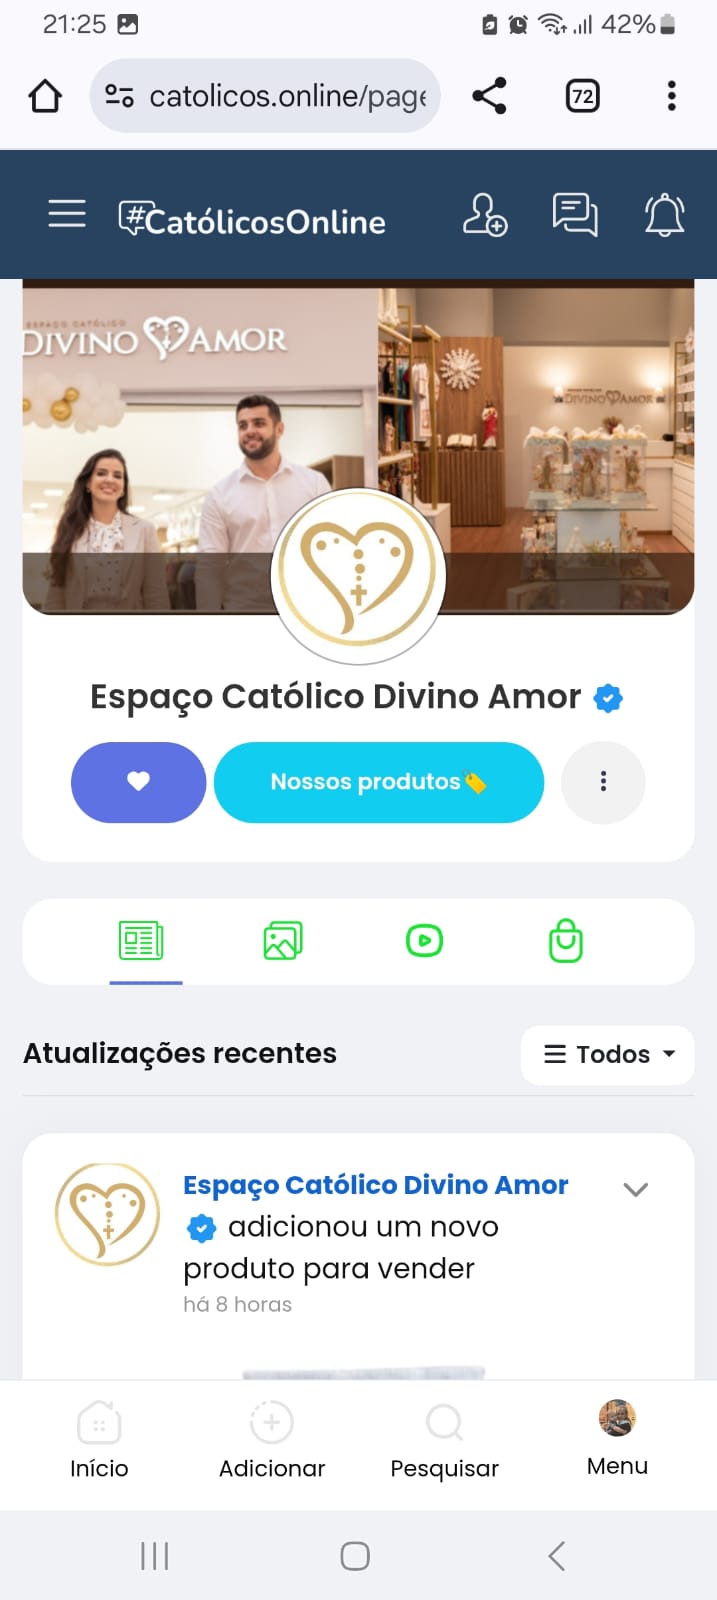 21:25
42%
catolicos.online/page
72
#CatólicosOnline
ESPAÇO CATÓLICO
DIVINO AMOR
DIVINO AMOR
Espaço Católico Divino Amor
Nossos produtos
Atualizações recentes
Todos
Espaço Católico Divino Amor
adicionou um novo
produto para vender
há 8 horas
Início
Adicionar
Pesquisar
Menu